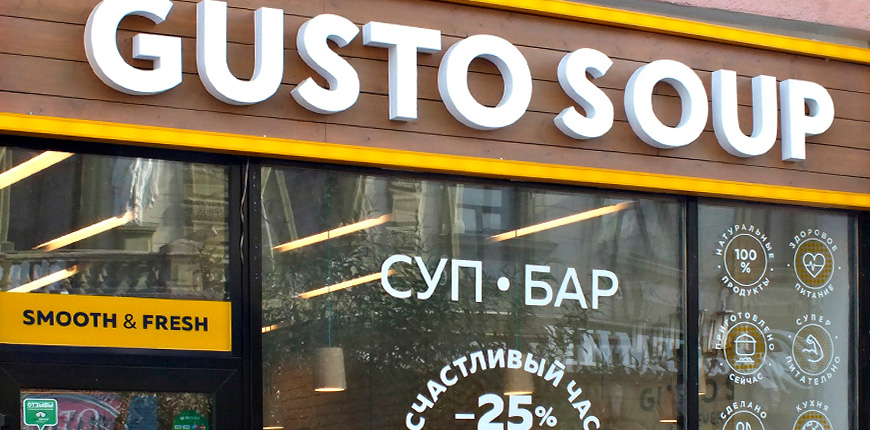 GUSTO SOUP
СУП • БАР
SMOOTH & FRESH
СЧАСТЛИВЫЙ ЧАС
-25%
НАТУРАЛЬНЫЕ
100
%
ПРОДУКТЫ
ЗДОРОВОЕ
ПИТАНИЕ
ПРИГОТОВЛЕНО
СЕЙЧАС
СУПЕР
ПИТАТЕЛЬНО
СДЕЛАНО
КУХНЯ
ОТЗЫВЫ